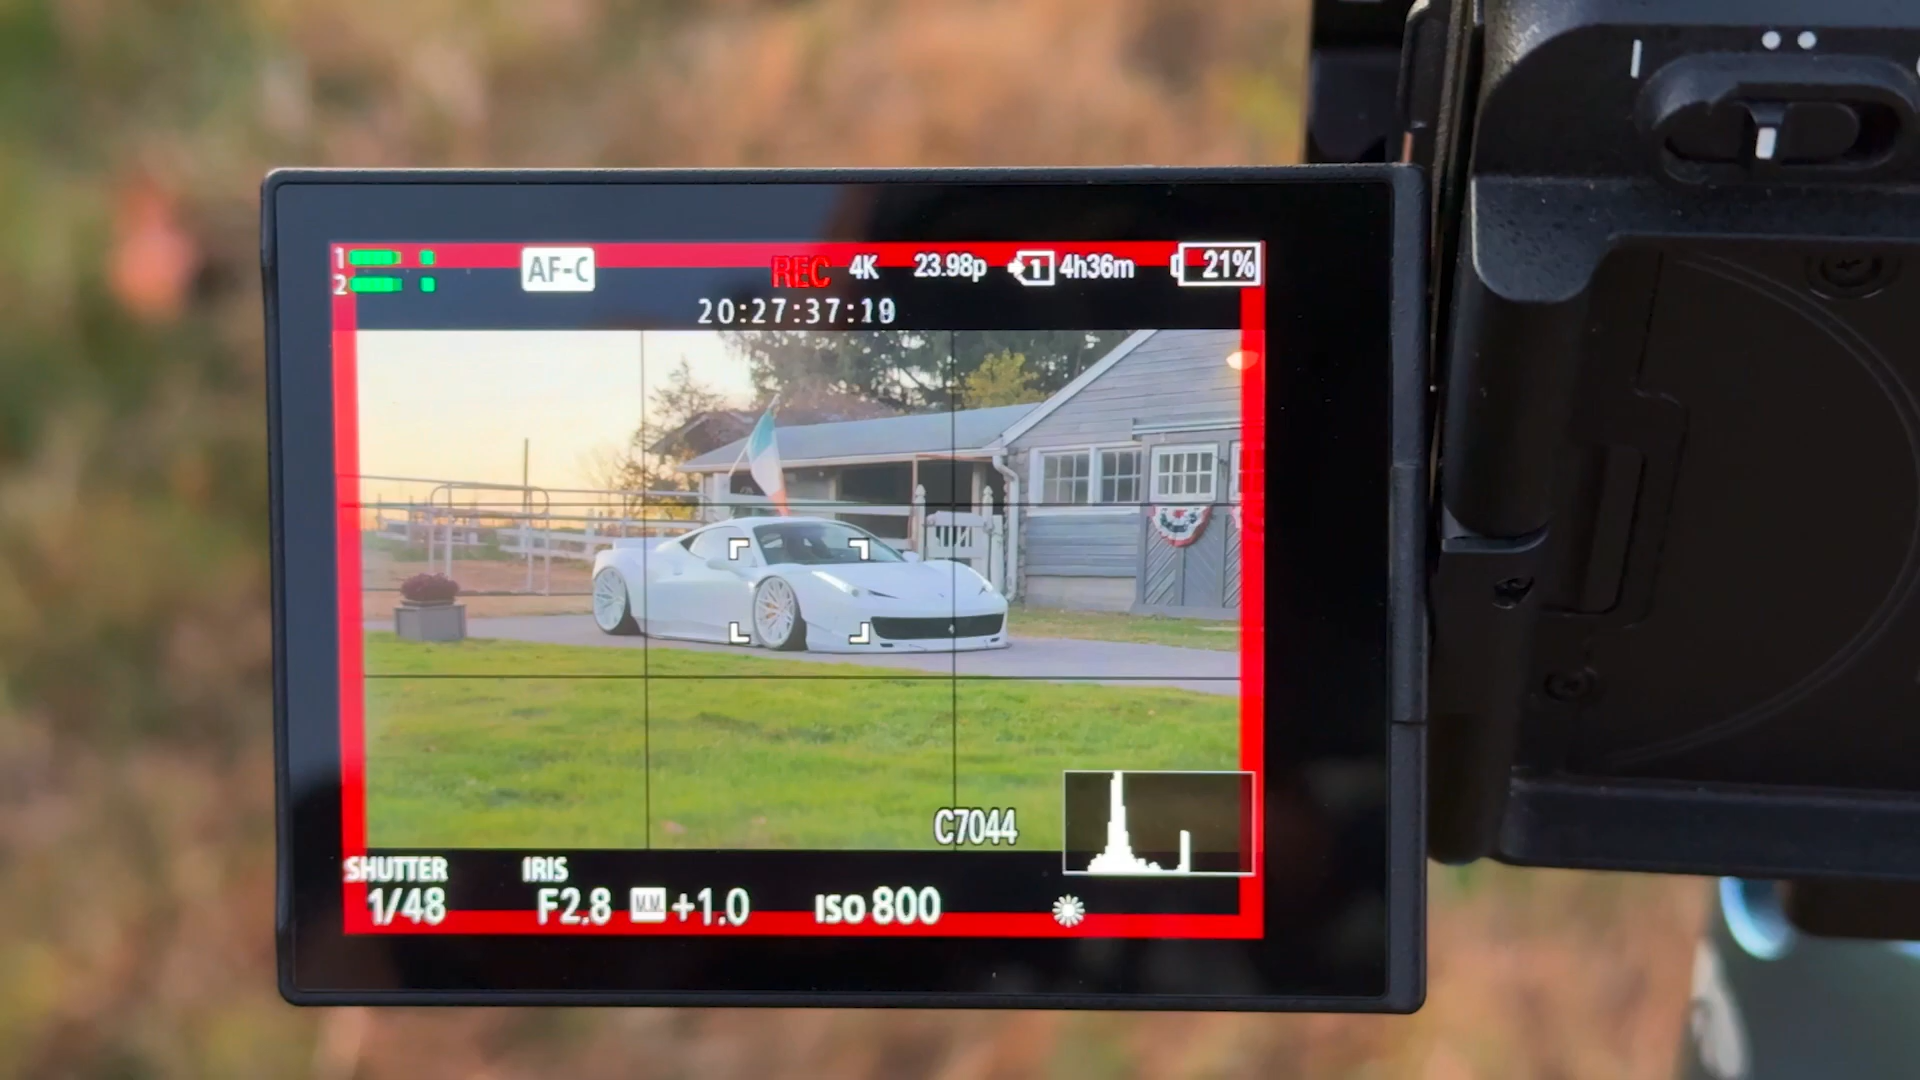 1 AF-C REC 4K 23.98p 1 4h36m 21%
2
20:27:37:19
C7044
SHUTTER IRIS
1/48 F2.8 M.M. +1.0 ISO 800